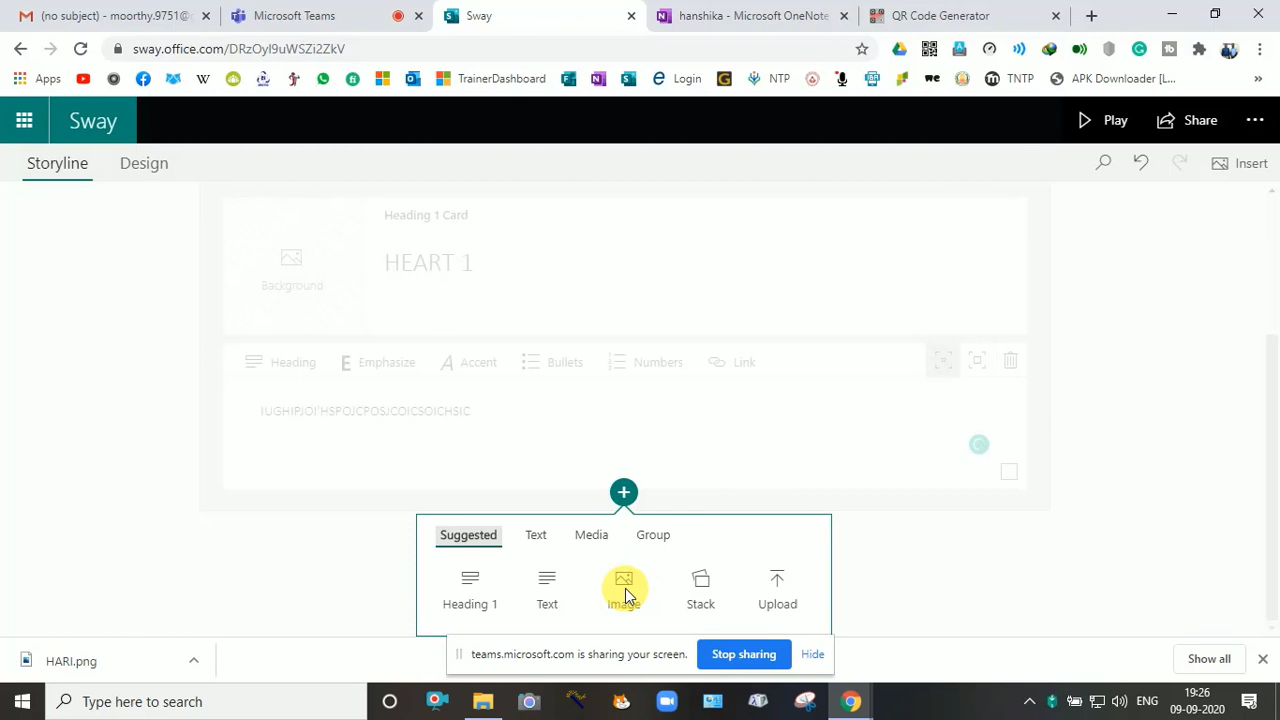 (no subject) - moorthy.9751@
Microsoft Teams
Sway
hanshika - Microsoft OneNote
QR Code Generator
sway.office.com/DRzOyI9uWSZi2ZkV
Apps
TrainerDashboard
Login
NTP
TNTP
APK Downloader [L...
»
Sway
Play
Share
Storyline
Design
Insert
Heading 1 Card
HEART 1
Background
Heading
Emphasize
Accent
Bullets
Numbers
Link
IUGHIPJOI'HSPOJCPOSJCOICSOICHSIC
Suggested
Text
Media
Group
Heading 1
Text
Image
Stack
Upload
teams.microsoft.com is sharing your screen.
Stop sharing
Hide
HARI.png
Show all
Type here to search
ENG
19:26
09-09-2020